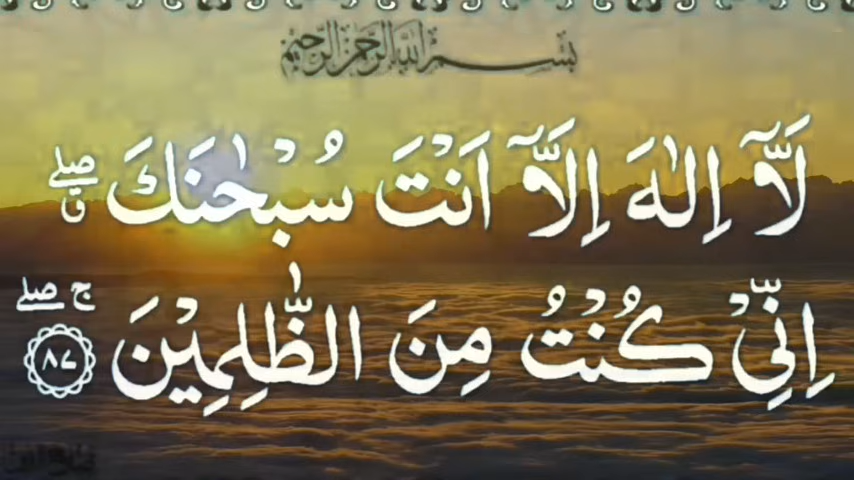 بسم الله الرحمن الرحيم
لَآ اِلٰهَ اِلَّآ اَنْتَ سُبْحٰنَكَ ۖق
اِنِّیْ كُنْتُ مِنَ الظّٰلِمِیْنَ ۚۖ ﴿۸۷﴾